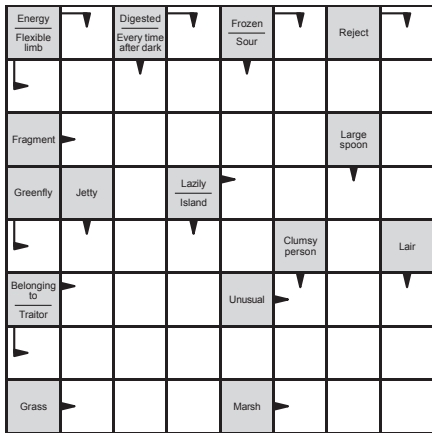 Energy
Flexible
limb
Digested
Every time
after dark
Frozen
Sour
Reject
Fragment
Large
spoon
Greenfly
Jetty
Lazily
Island
Clumsy
person
Lair
Belonging
to
Traitor
Unusual
Grass
Marsh